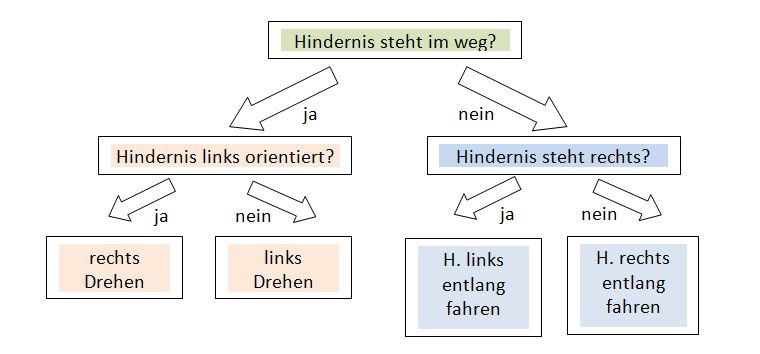 Hindernis steht im weg?
ja
nein
Hindernis links orientiert?
Hindernis steht rechts?
ja
nein
ja
nein
rechts
Drehen
links
Drehen
H. links
entlang
fahren
H. rechts
entlang
fahren